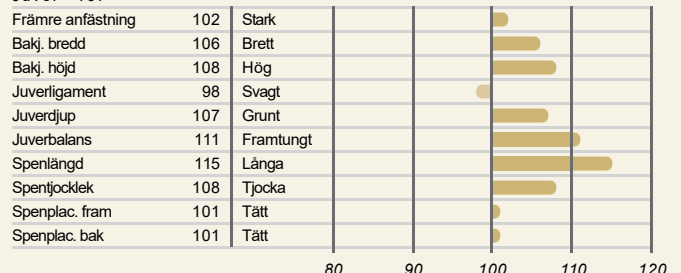 Främre anfästning 102 Stark
Bakj. bredd 106 Brett
Bakj. höjd 108 Hög
Juverligament 98 Svagt
Juverdjup 107 Grunt
Juverbalans 111 Framtungt
Spenlängd 115 Långa
Spentjocklek 108 Tjocka
Spenplac. fram 101 Tätt
Spenplac. bak 101 Tätt
80 90 100 110 120